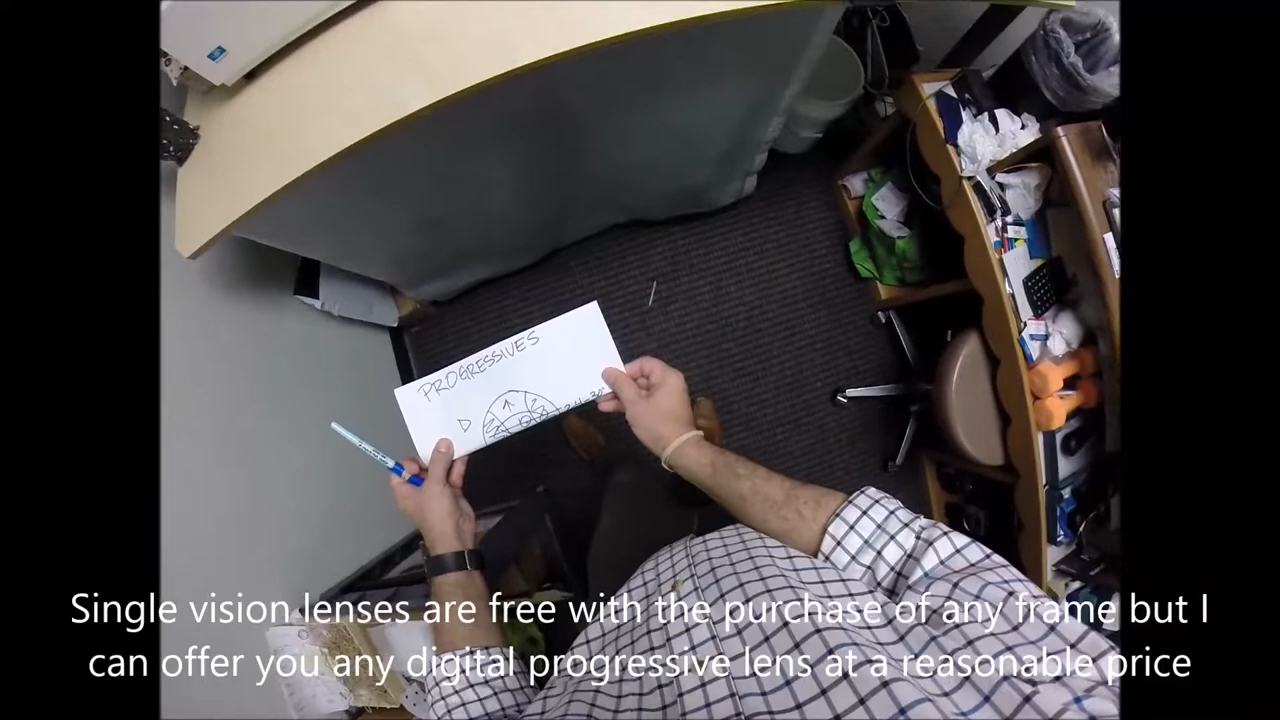 PROGRESSIVES
Single vision lenses are free with the purchase of any frame but I
can offer you any digital progressive lens at a reasonable price